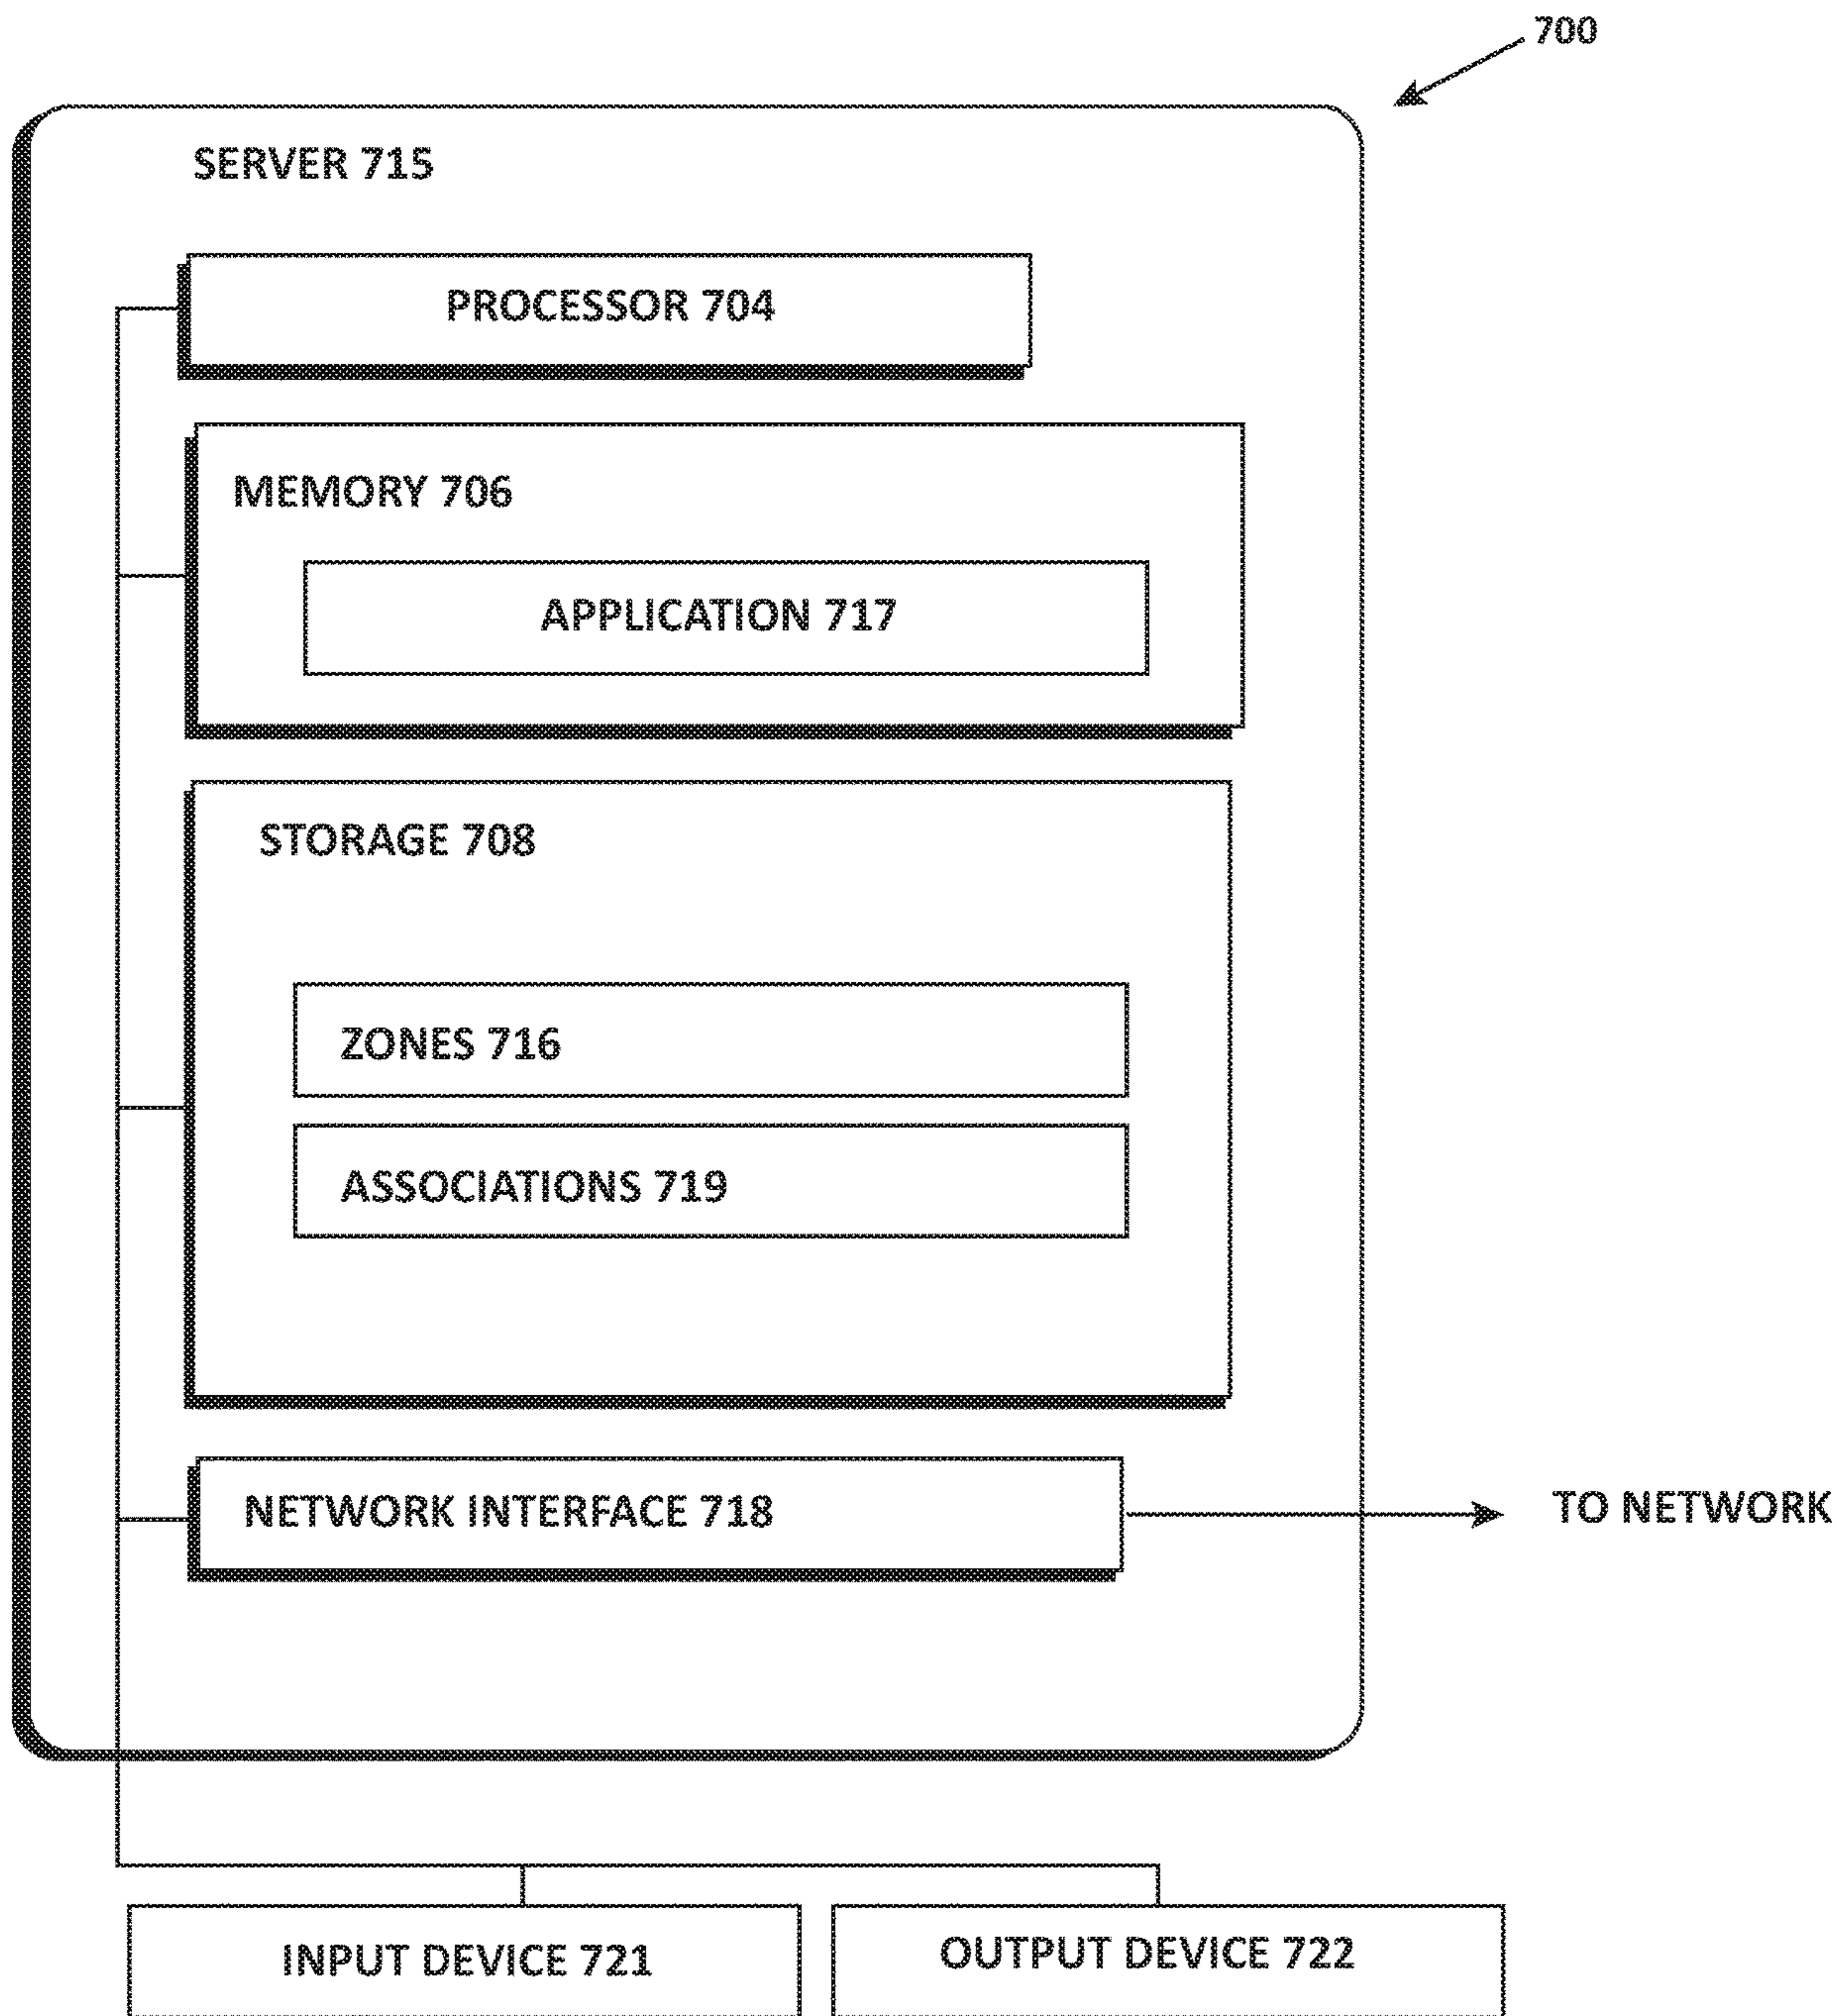 700
SERVER 715
PROCESSOR 704
MEMORY 706
APPLICATION 717
STORAGE 708
ZONES 716
ASSOCIATIONS 719
NETWORK INTERFACE 718
TO NETWORK
INPUT DEVICE 721
OUTPUT DEVICE 722